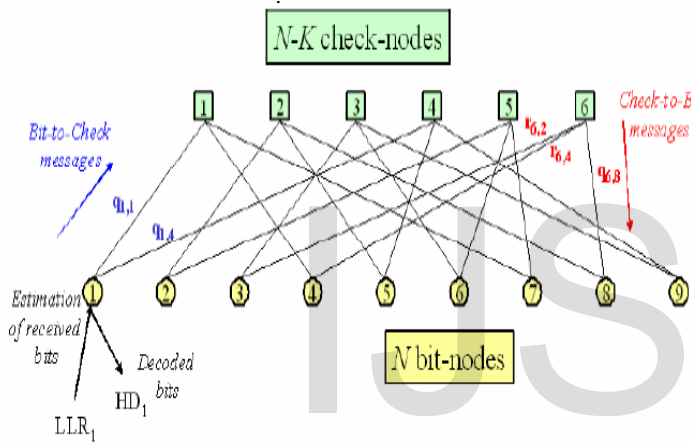 N-K check-nodes
1 2 3 4 5 6
Bit-to-Check
messages
Check-to-B
messages
r6,2
r6,4
q6,8
q1,1
q1,4
1 2 3 4 5 6 7 8 9
Estimation
of received
bits
Decoded
bits
HD1
LLR1
N bit-nodes
IJS